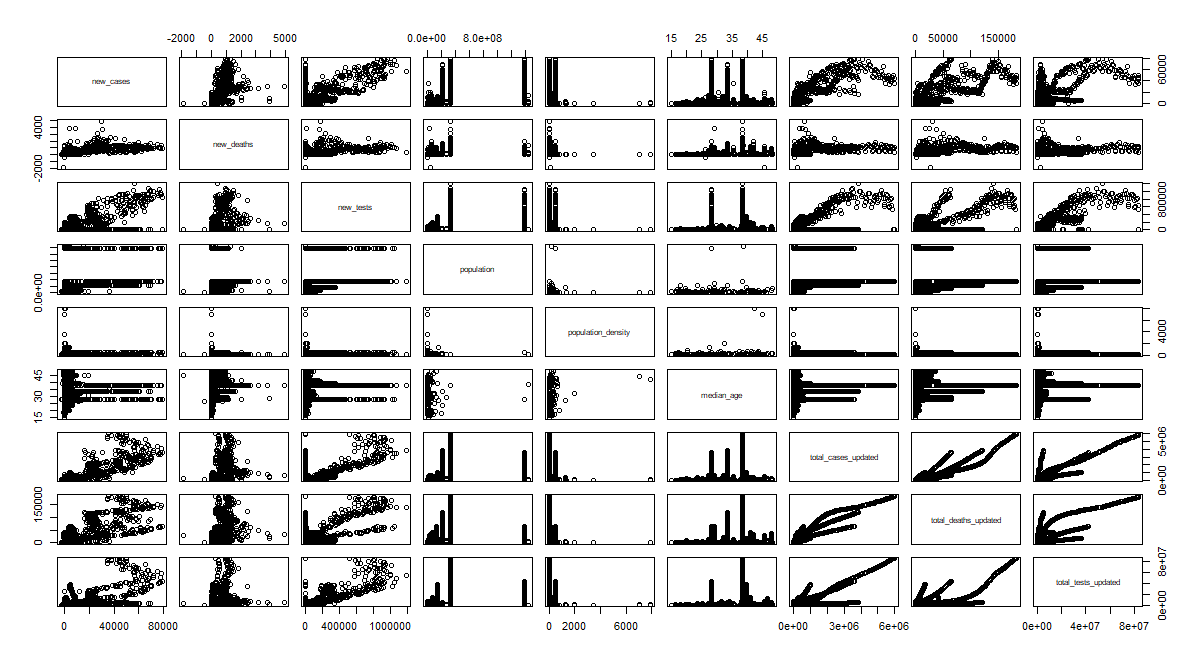 -2000 0 2000 5000 0.0e+00 8.0e+08 15 25 35 45 0 50000 150000
new_cases 0 60000
-2000 4000 new_deaths
new_tests 0 800000
0.0e+00 population
population_density 0 4000
15 30 45 median_age
total_cases_updated 0e+00 5e+06
0 150000 total_deaths_updated
total_tests_updated 0e+00 8e+07
0 40000 80000 0 400000 1000000 0 2000 6000 0e+00 3e+06 6e+06 0e+00 4e+07 8e+07